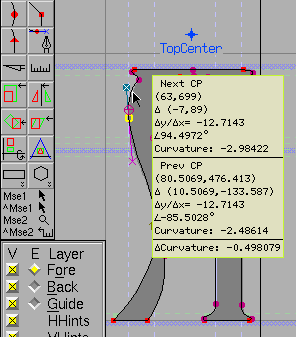 TopCenter
Next CP
(63,699)
Δ (-7,89)
Δy/Δx= -12.7143
∠94.4972°
Curvature: -2.98422
Prev CP
(80.5069,476.413)
Δ (10.5069,-133.587)
Δy/Δx= -12.7143
∠-85.5028°
Curvature: -2.48614
ΔCurvature: -0.498079
Mse1
^Mse1
Mse2
^Mse2
V E Layer
Fore
Back
Guide
HHints
VHints